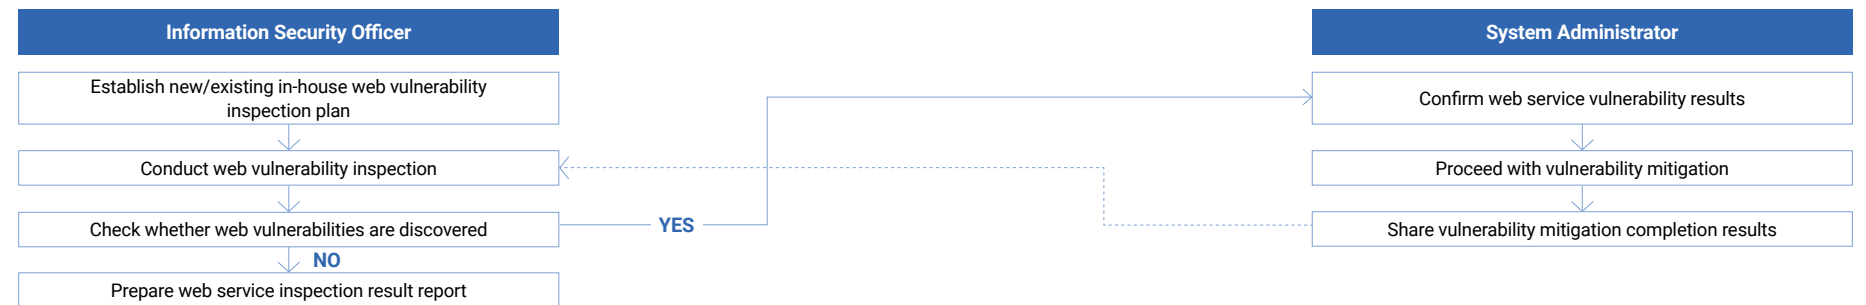 Information Security Officer
Establish new/existing in-house web vulnerability
inspection plan
Conduct web vulnerability inspection
Check whether web vulnerabilities are discovered
YES
NO
Prepare web service inspection result report
System Administrator
Confirm web service vulnerability results
Proceed with vulnerability mitigation
Share vulnerability mitigation completion results